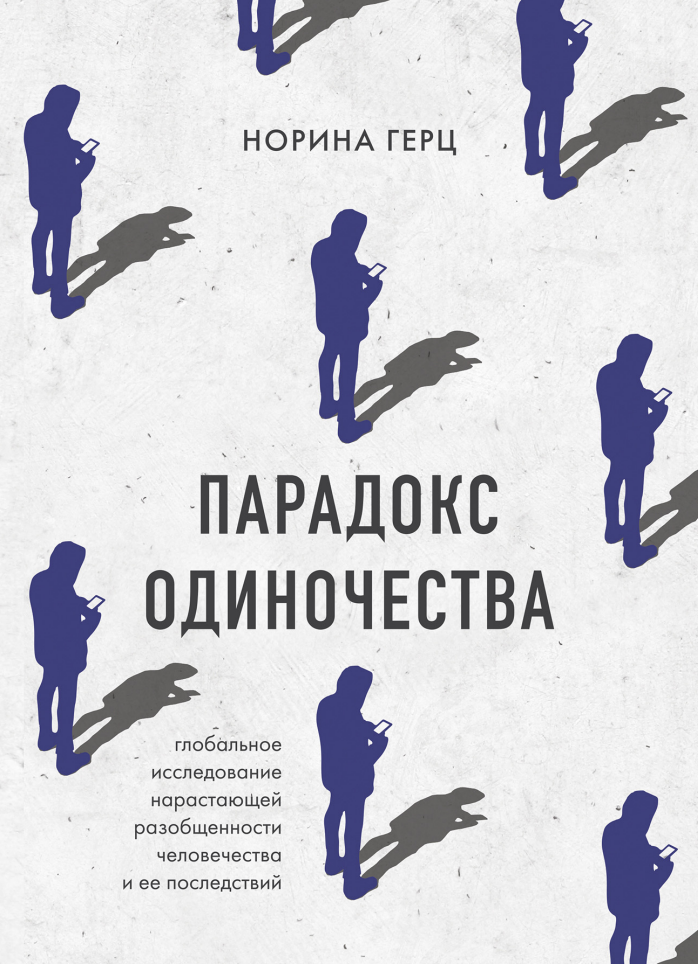 НОРИНА ГЕРЦ
ПАРАДОКС
ОДИНОЧЕСТВА
глобальное
исследование
нарастающей
разобщенности
человечества
и ее последствий